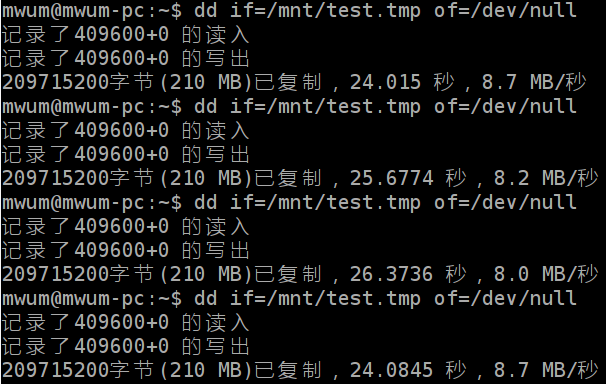 mwum@mwum-pc:~$ dd if=/mnt/test.tmp of=/dev/null
记录了409600+0 的读入
记录了409600+0 的写出
209715200字节(210 MB)已复制，24.015 秒，8.7 MB/秒
mwum@mwum-pc:~$ dd if=/mnt/test.tmp of=/dev/null
记录了409600+0 的读入
记录了409600+0 的写出
209715200字节(210 MB)已复制，25.6774 秒，8.2 MB/秒
mwum@mwum-pc:~$ dd if=/mnt/test.tmp of=/dev/null
记录了409600+0 的读入
记录了409600+0 的写出
209715200字节(210 MB)已复制，26.3736 秒，8.0 MB/秒
mwum@mwum-pc:~$ dd if=/mnt/test.tmp of=/dev/null
记录了409600+0 的读入
记录了409600+0 的写出
209715200字节(210 MB)已复制，24.0845 秒，8.7 MB/秒